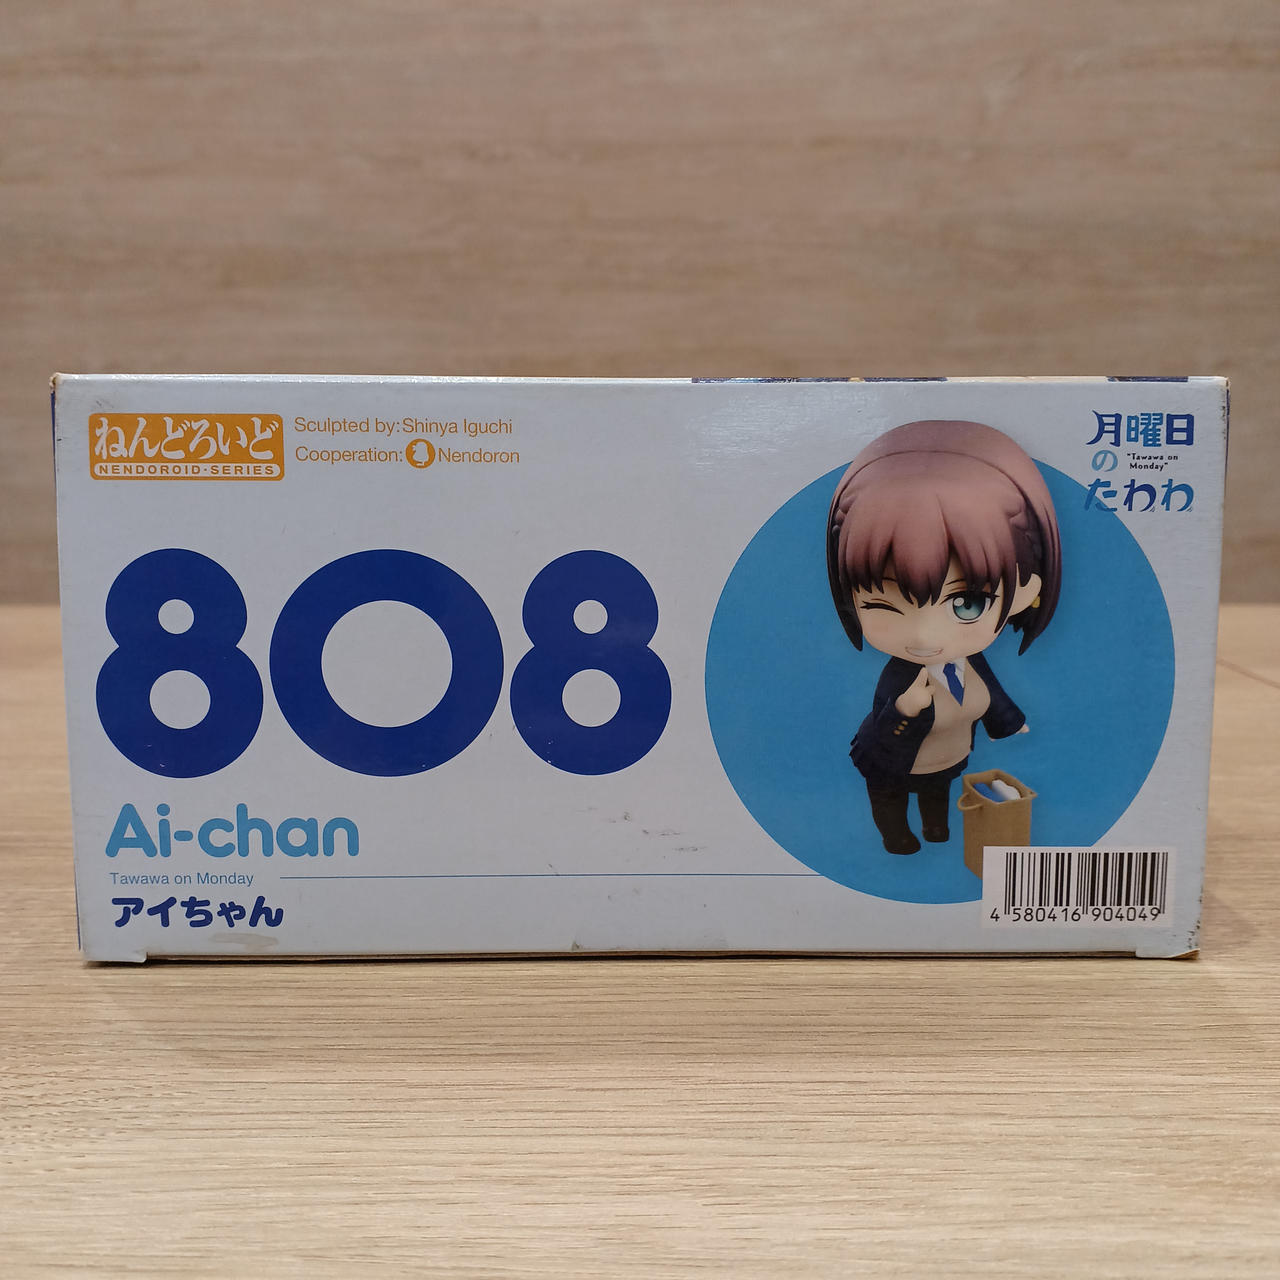 ねんどろいど
NENDOROID·SERIES
Sculpted by: Shinya Iguchi
Cooperation: Nendoron
月曜日
の
"Tawawa on
Monday"
たわわ
808
Ai-chan
Tawawa on Monday
アイちゃん
4 580416 904049